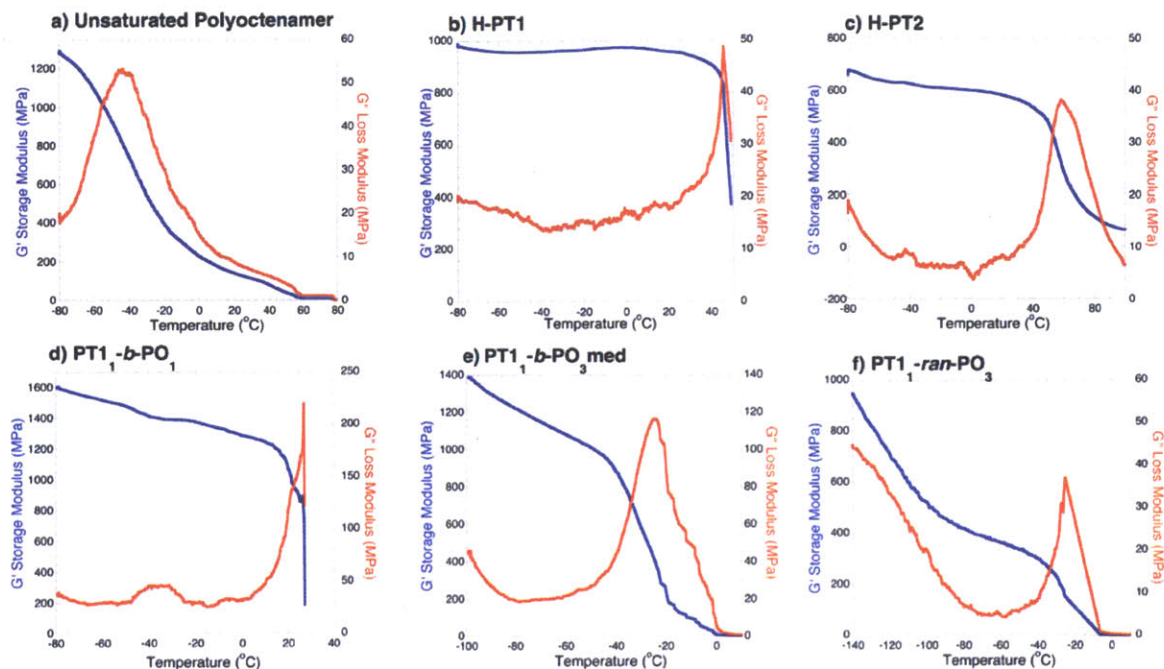 a) Unsaturated Polyoctenamer
G' Storage Modulus (MPa)
1200
1000
800
600
400
200
0
60
50
40
30
20
10
0
G' Loss Modulus (MPa)
-80 -60 -40 -20 0 20 40 60 80
Temperature (°C)
b) H-PT1
G' Storage Modulus (MPa)
1000
800
600
400
200
0
50
40
30
20
10
0
G" Loss Modulus (MPa)
-80 -60 -40 -20 0 20 40
Temperature (°C)
c) H-PT2
G' Storage Modulus (MPa)
800
600
400
200
0
-200
50
40
30
20
10
0
G" Loss Modulus (MPa)
-80 -40 0 40 80
Temperature (°C)
d) PT1₁-b-PO₁
G' Storage Modulus (MPa)
1600
1400
1200
1000
800
600
400
200
0
250
200
150
100
50
0
G" Loss Modulus (MPa)
-80 -60 -40 -20 0 20 40
Temperature (°C)
e) PT1₁-b-PO₃med
G' Storage Modulus (MPa)
1400
1200
1000
800
600
400
200
0
140
120
100
80
60
40
20
0
G" Loss Modulus (MPa)
-100 -80 -60 -40 -20 0
Temperature (°C)
f) PT1₁-ran-PO₃
G' Storage Modulus (MPa)
1000
800
600
400
200
0
60
50
40
30
20
10
0
G" Loss Modulus (MPa)
-140 -120 -100 -80 -60 -40 -20 0
Temperature (°C)